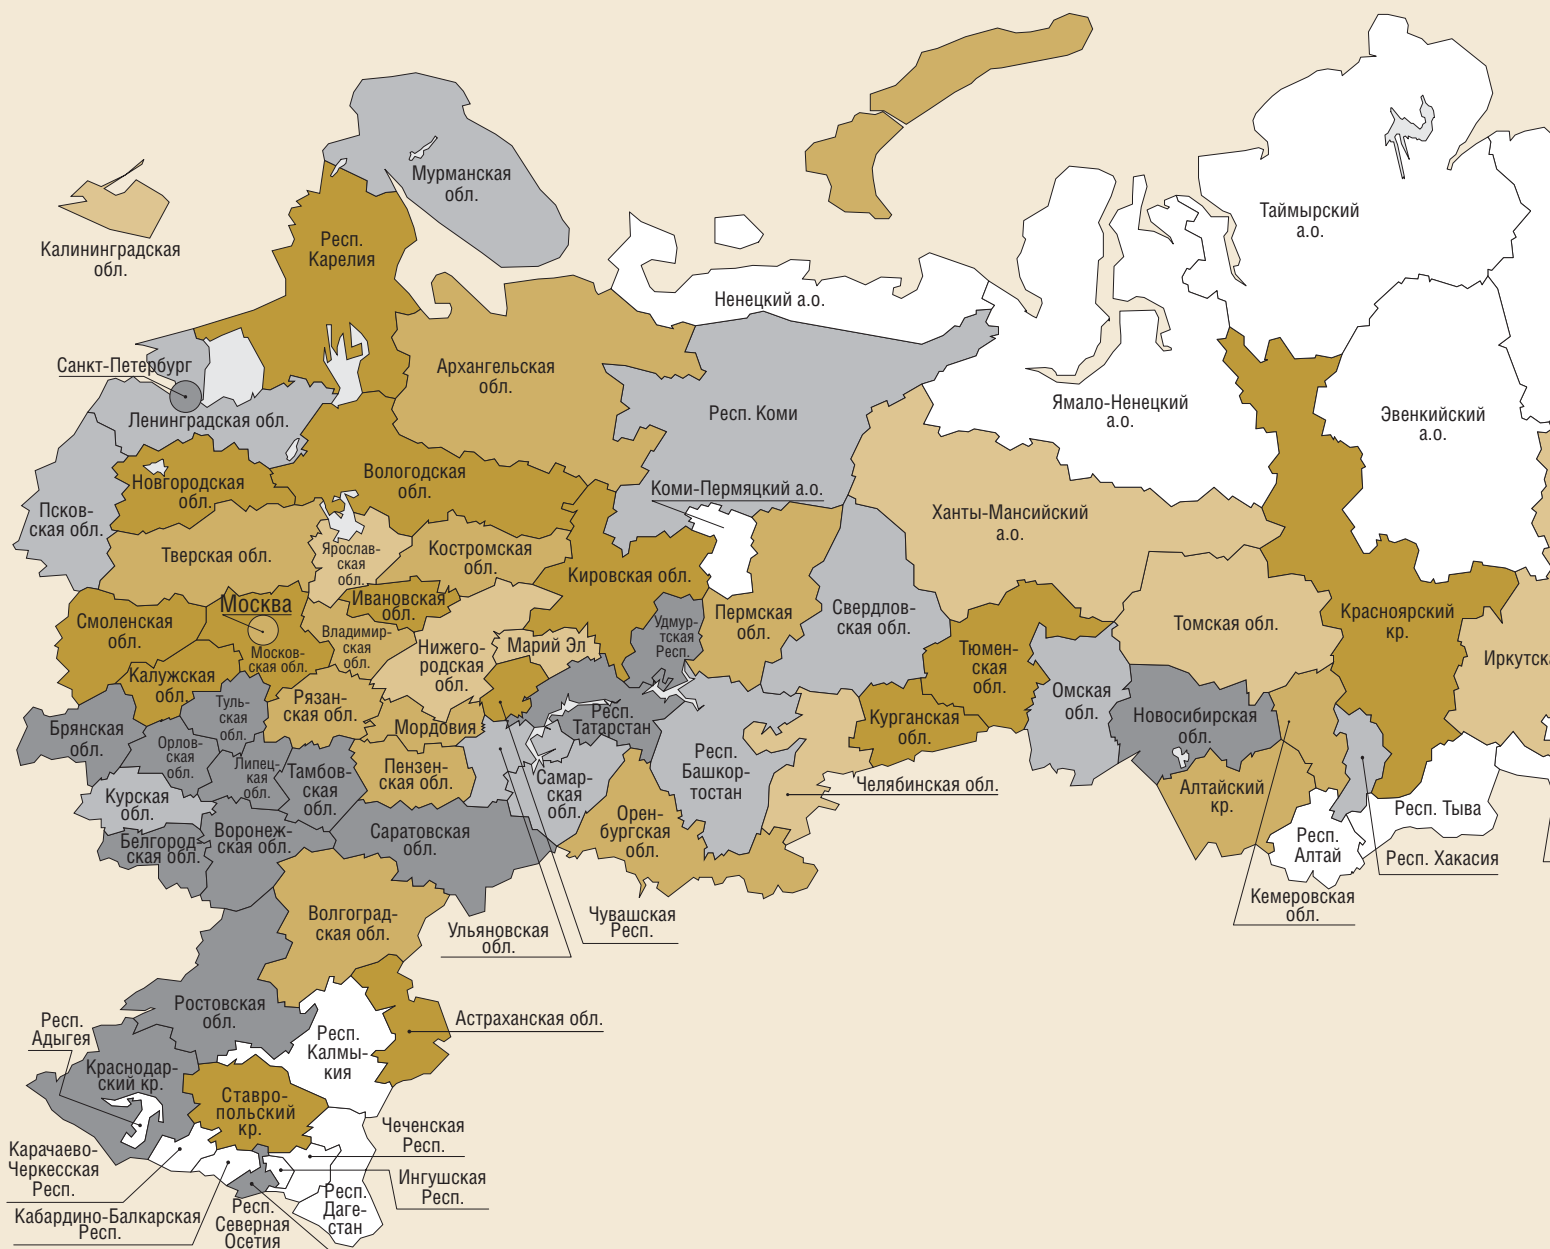 Мурманская
обл.
Калининградская
обл.
Респ.
Карелия
Таймырский
а.о.
Ненецкий а.о.
Санкт-Петербург
Архангельская
обл.
Ленинградская обл.
Респ. Коми
Ямало-Ненецкий
а.о.
Эвенкийский
а.о.
Новгородская
обл.
Вологодская
обл.
Коми-Пермяцкий а.о.
Псков-
ская обл.
Ханты-Мансийский
а.о.
Тверская обл.
Ярослав-
ская
обл.
Костромская
обл.
Кировская обл.
Ивановская
обл.
Москва
Смоленская
обл.
Московс-
ская обл.
Владимир-
ская
обл.
Нижего-
родская
обл.
Марий Эл
Удмур-
тская
Респ.
Пермская
обл.
Свердлов-
ская обл.
Тюмен-
ская
обл.
Томская обл.
Красноярский
кр.
Иркутска
Калужская
обл.
Туль-
ская
обл.
Рязан-
ская обл.
Мордовия
Респ.
Татарстан
Курганская
обл.
Омская
обл.
Новосибирская
обл.
Брянская
обл.
Орлов-
ская
обл.
Липец-
кая
обл.
Тамбов-
ская
обл.
Пензен-
ская обл.
Самар-
ская
обл.
Респ.
Башкор-
тостан
Челябинская обл.
Алтайский
кр.
Респ. Тыва
Курская
обл.
Белгород-
ская обл.
Воронеж-
ская обл.
Саратовская
обл.
Орен-
бургская
обл.
Респ.
Алтай
Респ. Хакасия
Кемеровская
обл.
Волгоград-
ская обл.
Ульяновская
обл.
Чувашская
Респ.
Ростовская
обл.
Астраханская обл.
Респ.
Адыгея
Респ.
Калмы-
кия
Краснодар-
ский кр.
Ставро-
польский
кр.
Чеченская
Респ.
Карачаево-
Черкесская
Респ.
Ингушская
Респ.
Кабардино-Балкарская
Респ.
Респ.
Северная
Осетия
Респ.
Даге-
стан